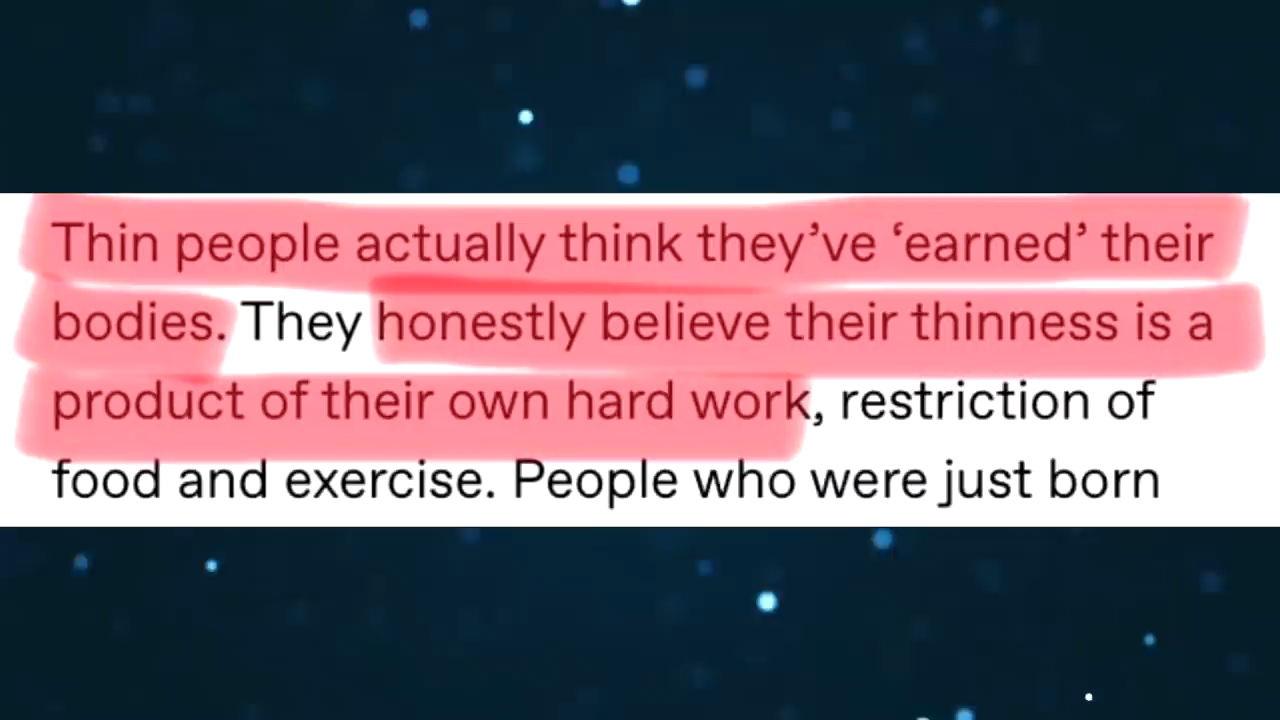 Thin people actually think they’ve ‘earned’ their
bodies. They honestly believe their thinness is a
product of their own hard work, restriction of
food and exercise. People who were just born